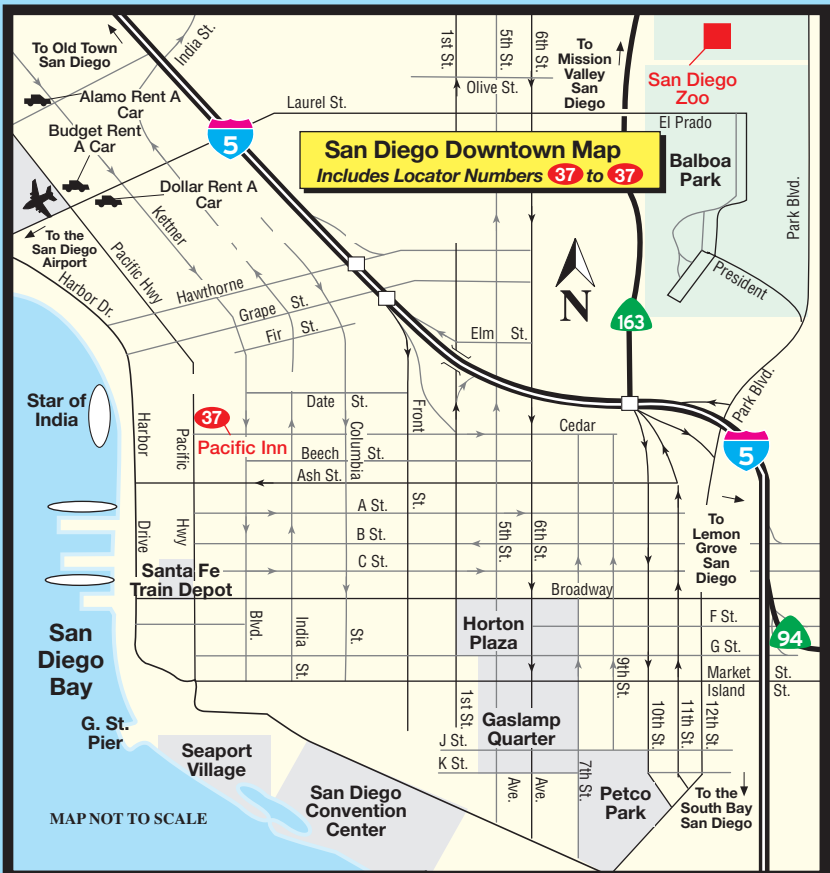 To Old Town
San Diego
India St.
1st St.
5th St.
6th St.
To
Mission
Valley
San
Diego
San Diego
Zoo
Alamo Rent A
Car
Laurel St.
Olive St.
Budget Rent
A Car
5
El Prado
San Diego Downtown Map
Includes Locator Numbers 37 to 37
Balboa
Park
Park Blvd.
Dollar Rent A
Car
Kettner
To the
San Diego
Airport
Pacific Hwy
Harbor Dr.
Hawthorne
Grape St.
Fir St.
N
President
163
Elm St.
Star of
India
Date St.
Park Blvd.
37
Pacific Inn
Harbor
Pacific
Columbia
Front
Cedar
5
Beech St.
Ash St.
St.
A St.
B St.
C St.
Drive
Hwy
5th St.
6th St.
To
Lemon
Grove
San
Diego
Santa Fe
Train Depot
Broadway
Blvd.
India
St.
St.
Horton
Plaza
F St.
G St.
94
San
Diego
Bay
Market St.
Island St.
9th St.
10th St.
11th St.
12th St.
1st St.
Gaslamp
Quarter
G. St.
Pier
J St.
K St.
Seaport
Village
Ave.
Ave.
7th St.
Petco
Park
To the
South Bay
San Diego
San Diego
Convention
Center
MAP NOT TO SCALE